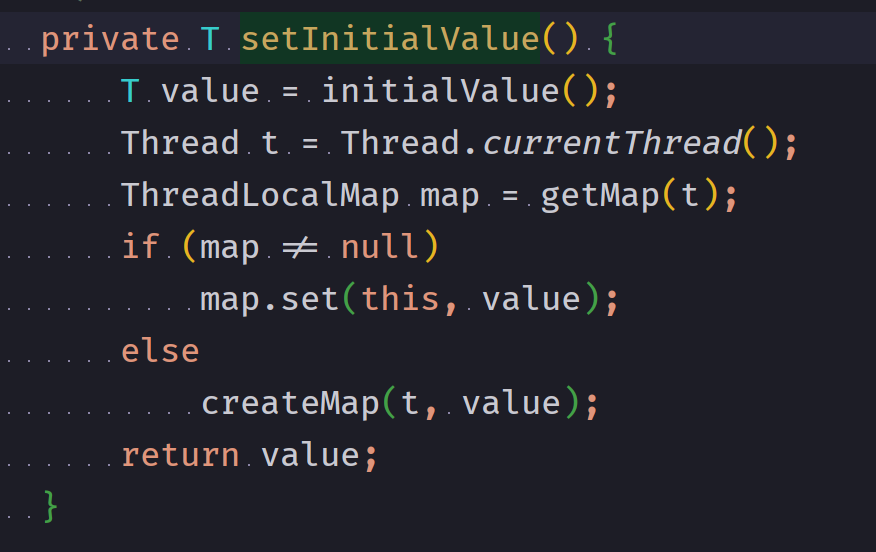 private T setInitialValue() {
T value = initialValue();
Thread t = Thread.currentThread();
ThreadLocalMap map = getMap(t);
if (map != null)
map.set(this, value);
else
createMap(t, value);
return value;
}